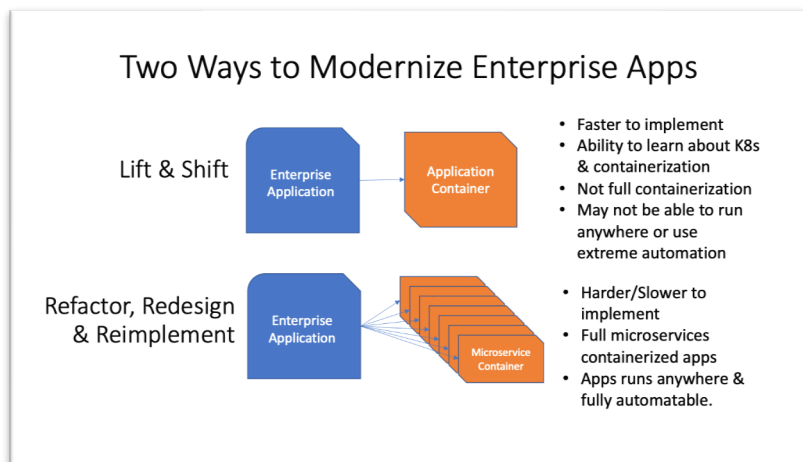 Two Ways to Modernize Enterprise Apps
Lift & Shift
Enterprise
Application
Application
Container
• Faster to implement
• Ability to learn about K8s
& containerization
• Not full containerization
• May not be able to run
anywhere or use
extreme automation
Refactor, Redesign
& Reimplement
Enterprise
Application
Microservice
Container
• Harder/Slower to
implement
• Full microservices
containerized apps
• Apps runs anywhere &
fully automatable.